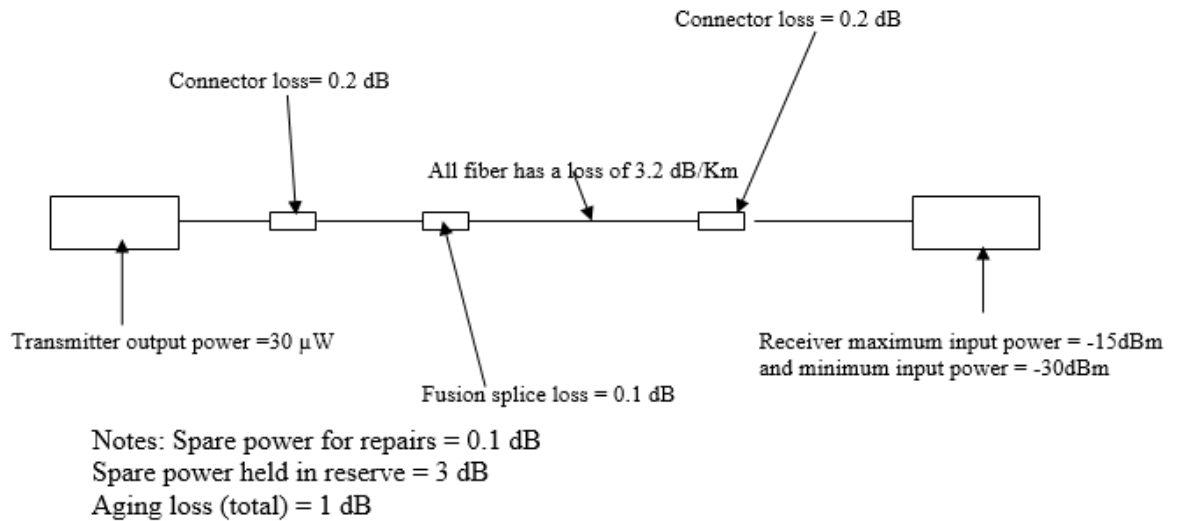 Connector loss = 0.2 dB
Connector loss= 0.2 dB
All fiber has a loss of 3.2 dB/Km
Transmitter output power =30 µW
Receiver maximum input power = -15dBm
and minimum input power = -30dBm
Fusion splice loss = 0.1 dB
Notes: Spare power for repairs = 0.1 dB
Spare power held in reserve = 3 dB
Aging loss (total) = 1 dB